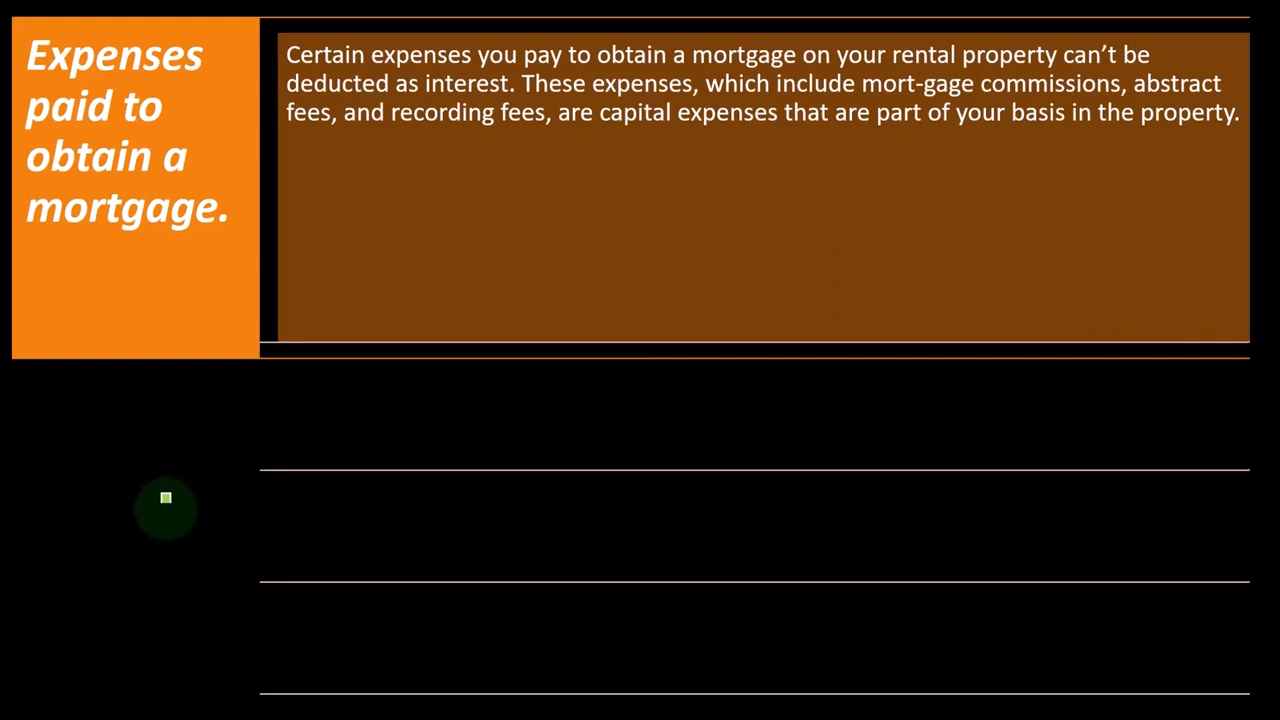 Expenses
paid to
obtain a
mortgage.
Certain expenses you pay to obtain a mortgage on your rental property can’t be
deducted as interest. These expenses, which include mort-gage commissions, abstract
fees, and recording fees, are capital expenses that are part of your basis in the property.